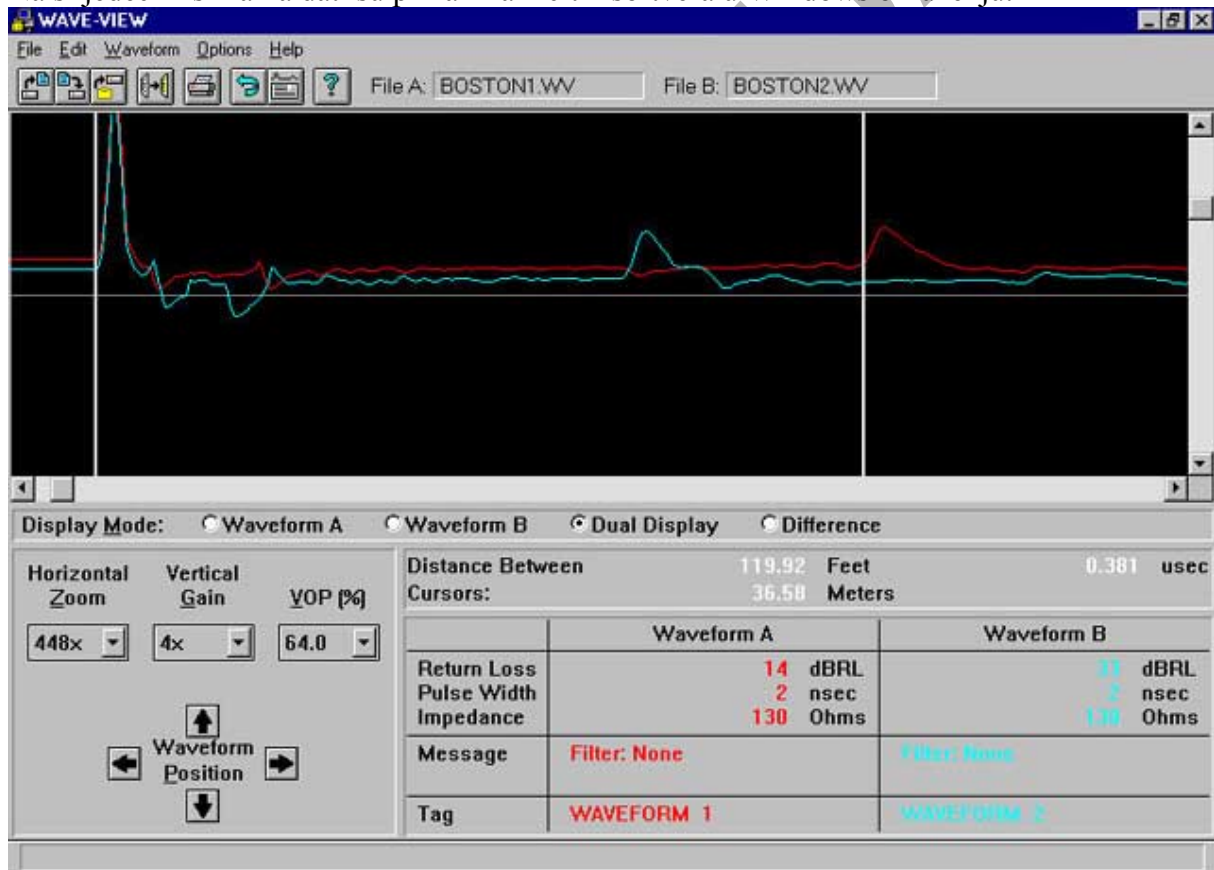 WAVE-VIEW
File Edit Waveform Options Help
File A: BOSTON1.WV File B: BOSTON2.WV
Display Mode: Waveform A Waveform B Dual Display Difference
Horizontal Zoom Vertical Gain VOP (%)
448x 4x 64.0
Waveform Position
Distance Between Cursors: 119.92 Feet 0.381 usec
36.58 Meters
Waveform A Waveform B
Return Loss 14 dBRL 33 dBRL
Pulse Width 2 nsec 2 nsec
Impedance 130 Ohms 130 Ohms
Message Filter: None Filter: None
Tag WAVEFORM 1 WAVEFORM 2